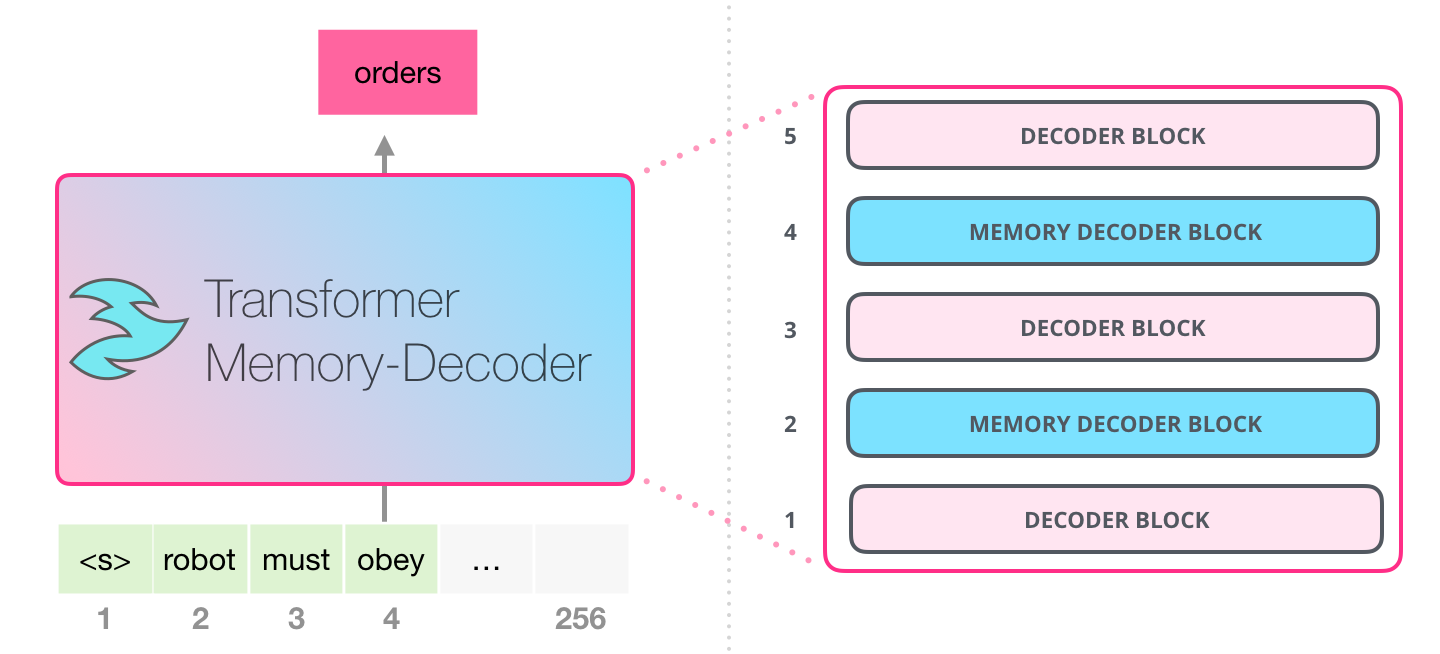 orders
Transformer
Memory-Decoder
<s> robot must obey ...
1 2 3 4 256
5 DECODER BLOCK
4 MEMORY DECODER BLOCK
3 DECODER BLOCK
2 MEMORY DECODER BLOCK
1 DECODER BLOCK